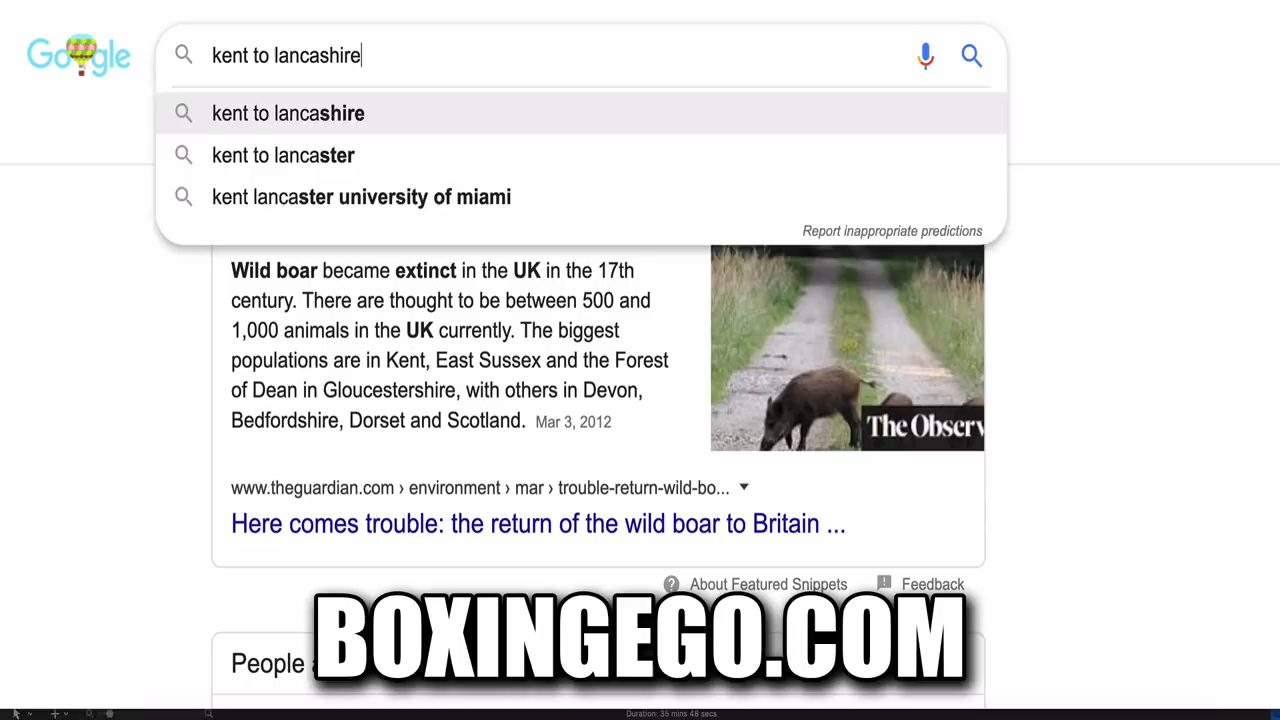 Google
kent to lancashire
kent to lancashire
kent to lancaster
kent lancaster university of miami
Report inappropriate predictions
Wild boar became extinct in the UK in the 17th
century. There are thought to be between 500 and
1,000 animals in the UK currently. The biggest
populations are in Kent, East Sussex and the Forest
of Dean in Gloucestershire, with others in Devon,
Bedfordshire, Dorset and Scotland. Mar 3, 2012
The Observ
www.theguardian.com › environment › mar › trouble-return-wild-bo...
Here comes trouble: the return of the wild boar to Britain ...
About Featured Snippets
Feedback
BOXINGEGO.COM
People
Duration: 35 mins 48 secs